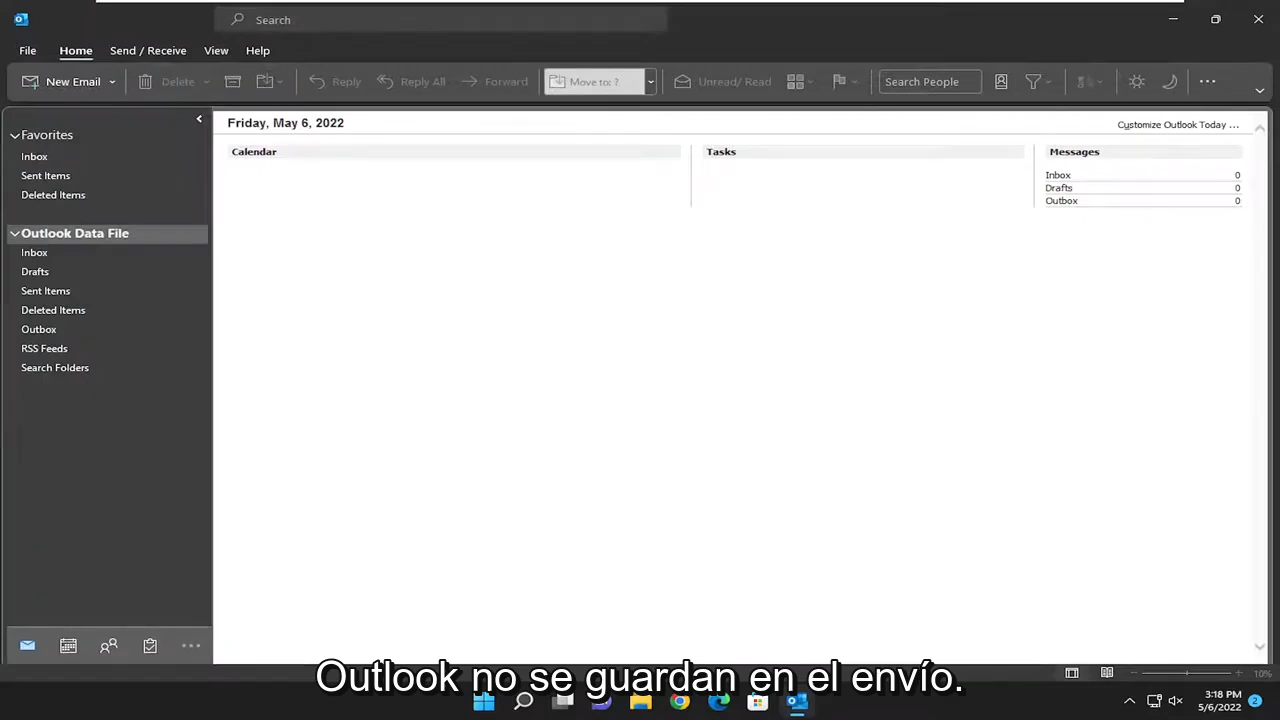 Search
File Home Send / Receive View Help
New Email Delete Reply Reply All Forward Move to: ? Unread/ Read Search People
Favorites
Inbox
Sent Items
Deleted Items
Outlook Data File
Inbox
Drafts
Sent Items
Deleted Items
Outbox
RSS Feeds
Search Folders
Friday, May 6, 2022 Customize Outlook Today ...
Calendar Tasks Messages
Inbox 0
Drafts 0
Outbox 0
10%
Outlook no se guardan en el envío.
3:18 PM
5/6/2022 2